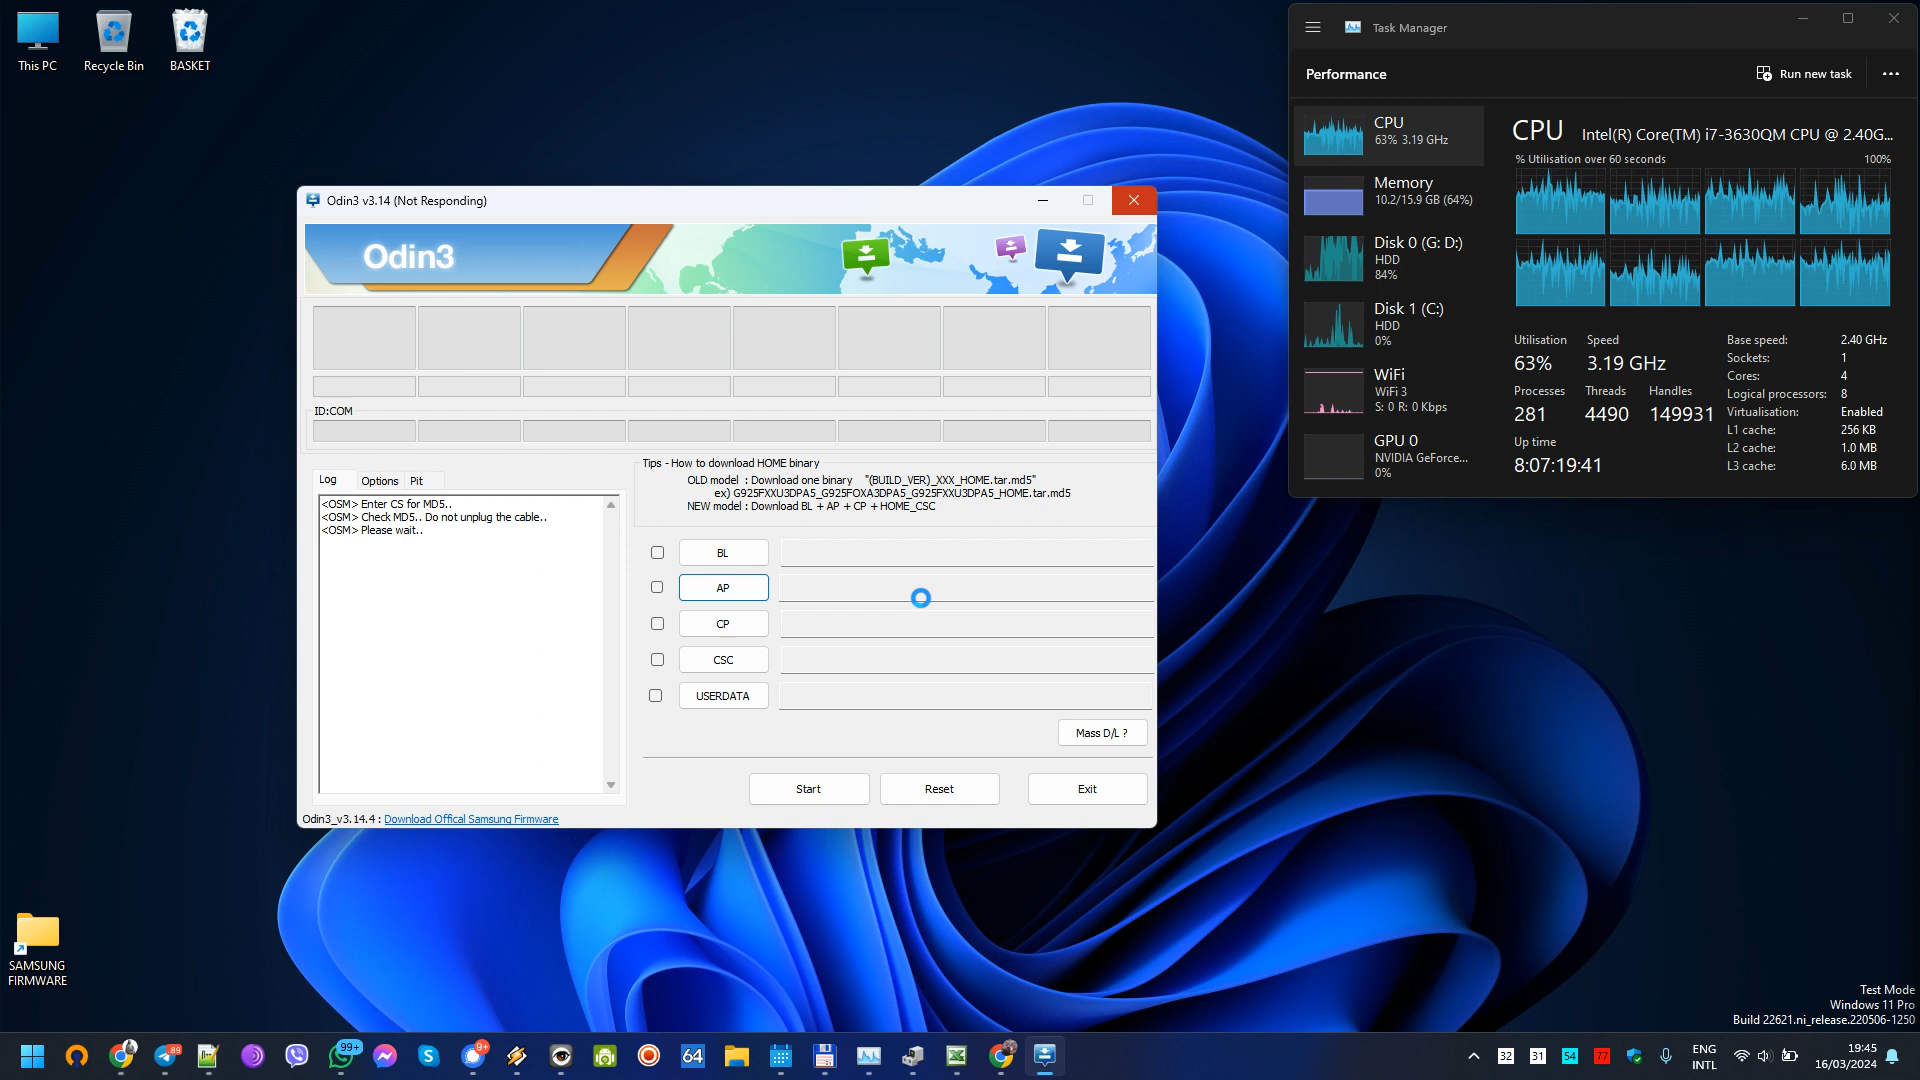 This PC
Recycle Bin
BASKET
SAMSUNG
FIRMWARE
Odin3 v3.14 (Not Responding)
Odin3
ID:COM
Log
Options
Pit
<OSM> Enter CS for MD5..
<OSM> Check MD5.. Do not unplug the cable..
<OSM> Please wait..
Tips - How to download HOME binary
OLD model : Download one binary "(BUILD_VER)_XXX_HOME.tar.md5"
ex) G925FXXU3DPA5_G925FOXA3DPA5_G925FXXU3DPA5_HOME.tar.md5
NEW model : Download BL + AP + CP + HOME_CSC
BL
AP
CP
CSC
USERDATA
Mass D/L ?
Start
Reset
Exit
Odin3_v3.14.4 : Download Offical Samsung Firmware
Task Manager
Performance
Run new task
CPU
63% 3.19 GHz
Memory
10.2/15.9 GB (64%)
Disk 0 (G: D:)
HDD
84%
Disk 1 (C:)
HDD
0%
WiFi
WiFi 3
S: 0 R: 0 Kbps
GPU 0
NVIDIA GeForce...
0%
CPU
Intel(R) Core(TM) i7-3630QM CPU @ 2.40G...
% Utilisation over 60 seconds
100%
Utilisation
Speed
63%
3.19 GHz
Processes
Threads
Handles
281
4490
149931
Up time
8:07:19:41
Base speed: 2.40 GHz
Sockets: 1
Cores: 4
Logical processors: 8
Virtualisation: Enabled
L1 cache: 256 KB
L2 cache: 1.0 MB
L3 cache: 6.0 MB
Test Mode
Windows 11 Pro
Build 22621.ni_release.220506-1250
89
99+
9+
64
32
31
54
77
ENG
INTL
19:45
16/03/2024